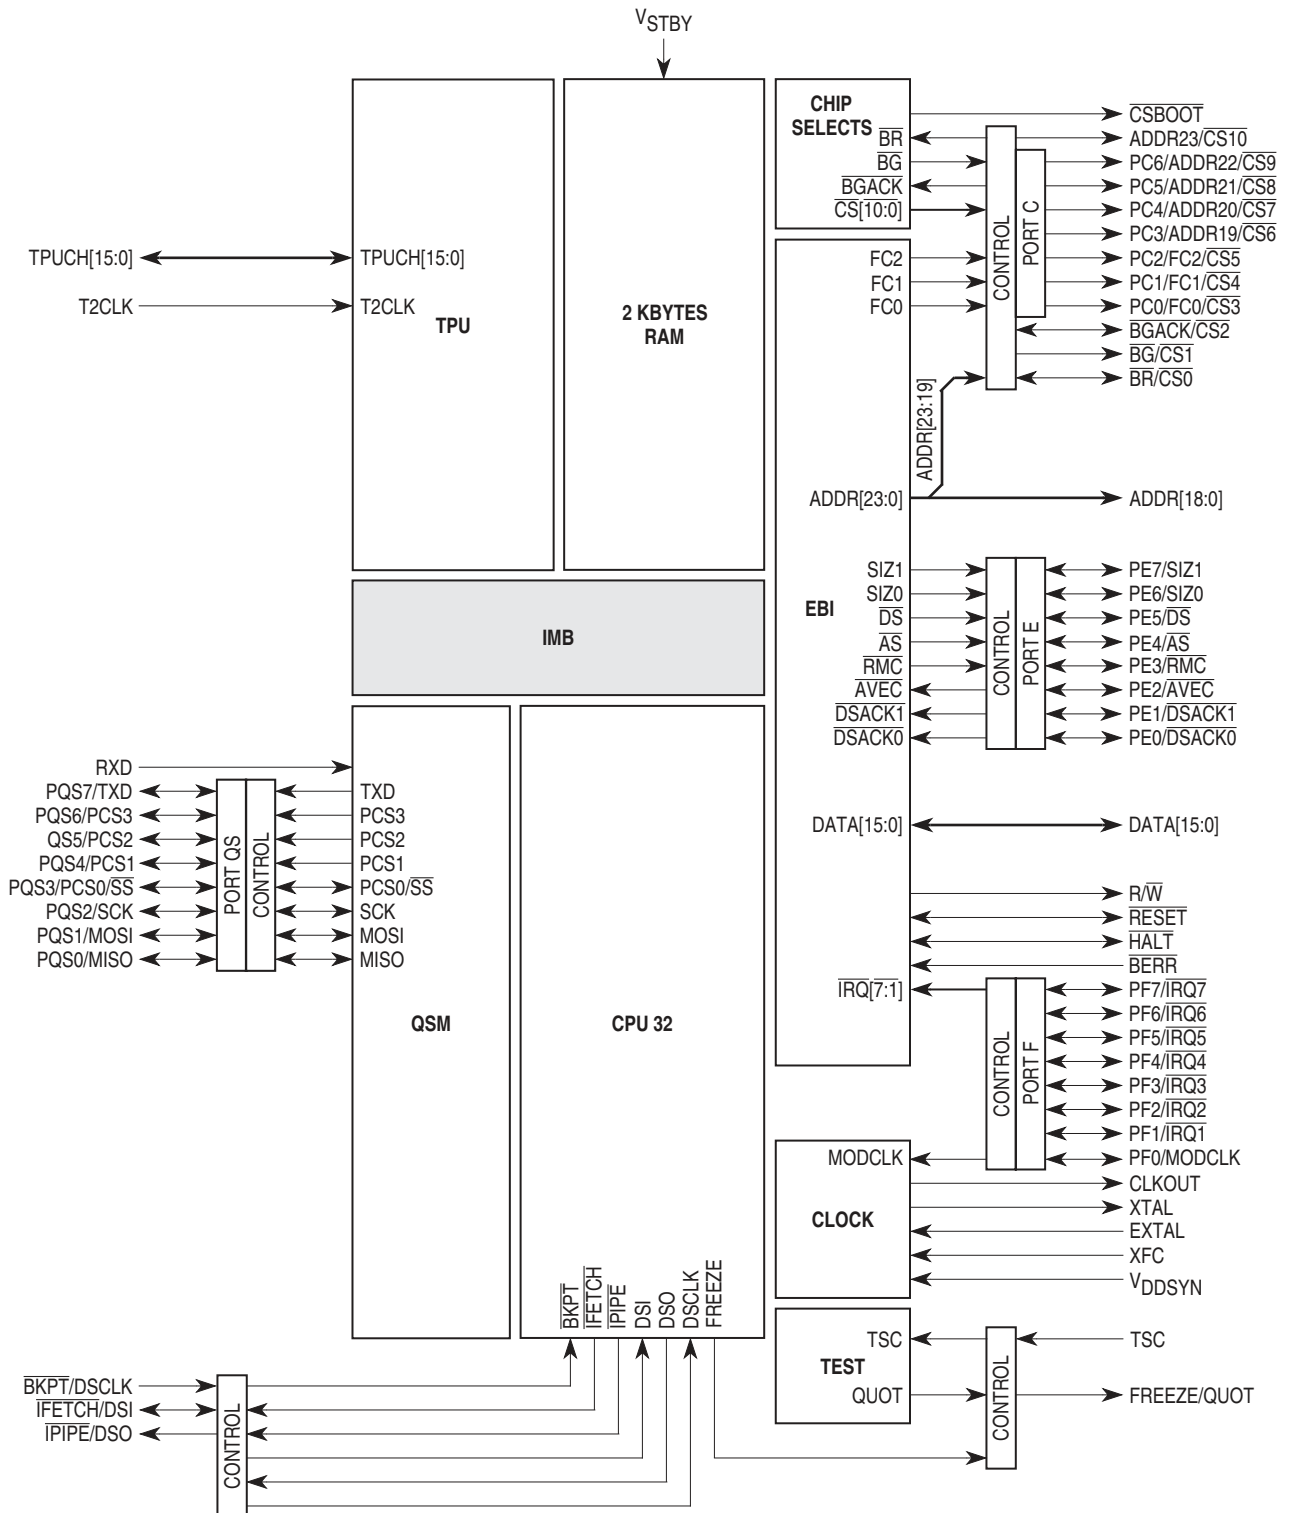 VSTBY
CHIP
SELECTS
BR
BG
BGACK
CS[10:0]
CONTROL
PORT C
CSBOOT
ADDR23/CS10
PC6/ADDR22/CS9
PC5/ADDR21/CS8
PC4/ADDR20/CS7
PC3/ADDR19/CS6
PC2/FC2/CS5
PC1/FC1/CS4
PC0/FC0/CS3
BGACK/CS2
BG/CS1
BR/CS0
TPUCH[15:0]
TPUCH[15:0]
T2CLK
T2CLK
TPU
2 KBYTES
RAM
FC2
FC1
FC0
ADDR[23:19]
ADDR[23:0]
ADDR[18:0]
IMB
EBI
SIZ1
SIZ0
DS
AS
RMC
AVEC
DSACK1
DSACK0
CONTROL
PORT E
PE7/SIZ1
PE6/SIZ0
PE5/DS
PE4/AS
PE3/RMC
PE2/AVEC
PE1/DSACK1
PE0/DSACK0
RXD
PQS7/TXD
PQS6/PCS3
QS5/PCS2
PQS4/PCS1
PQS3/PCS0/SS
PQS2/SCK
PQS1/MOSI
PQS0/MISO
PORT QS
CONTROL
TXD
PCS3
PCS2
PCS1
PCS0/SS
SCK
MOSI
MISO
QSM
CPU 32
DATA[15:0]
DATA[15:0]
R/W
RESET
HALT
BERR
IRQ[7:1]
CONTROL
PORT F
PF7/IRQ7
PF6/IRQ6
PF5/IRQ5
PF4/IRQ4
PF3/IRQ3
PF2/IRQ2
PF1/IRQ1
PF0/MODCLK
MODCLK
CLOCK
CLKOUT
XTAL
EXTAL
XFC
VDDSYN
BKPT
IFETCH
IPIPE
DSI
DSO
DSCLK
FREEZE
TSC
TEST
QUOT
CONTROL
TSC
FREEZE/QUOT
BKPT/DSCLK
IFETCH/DSI
IPIPE/DSO
CONTROL